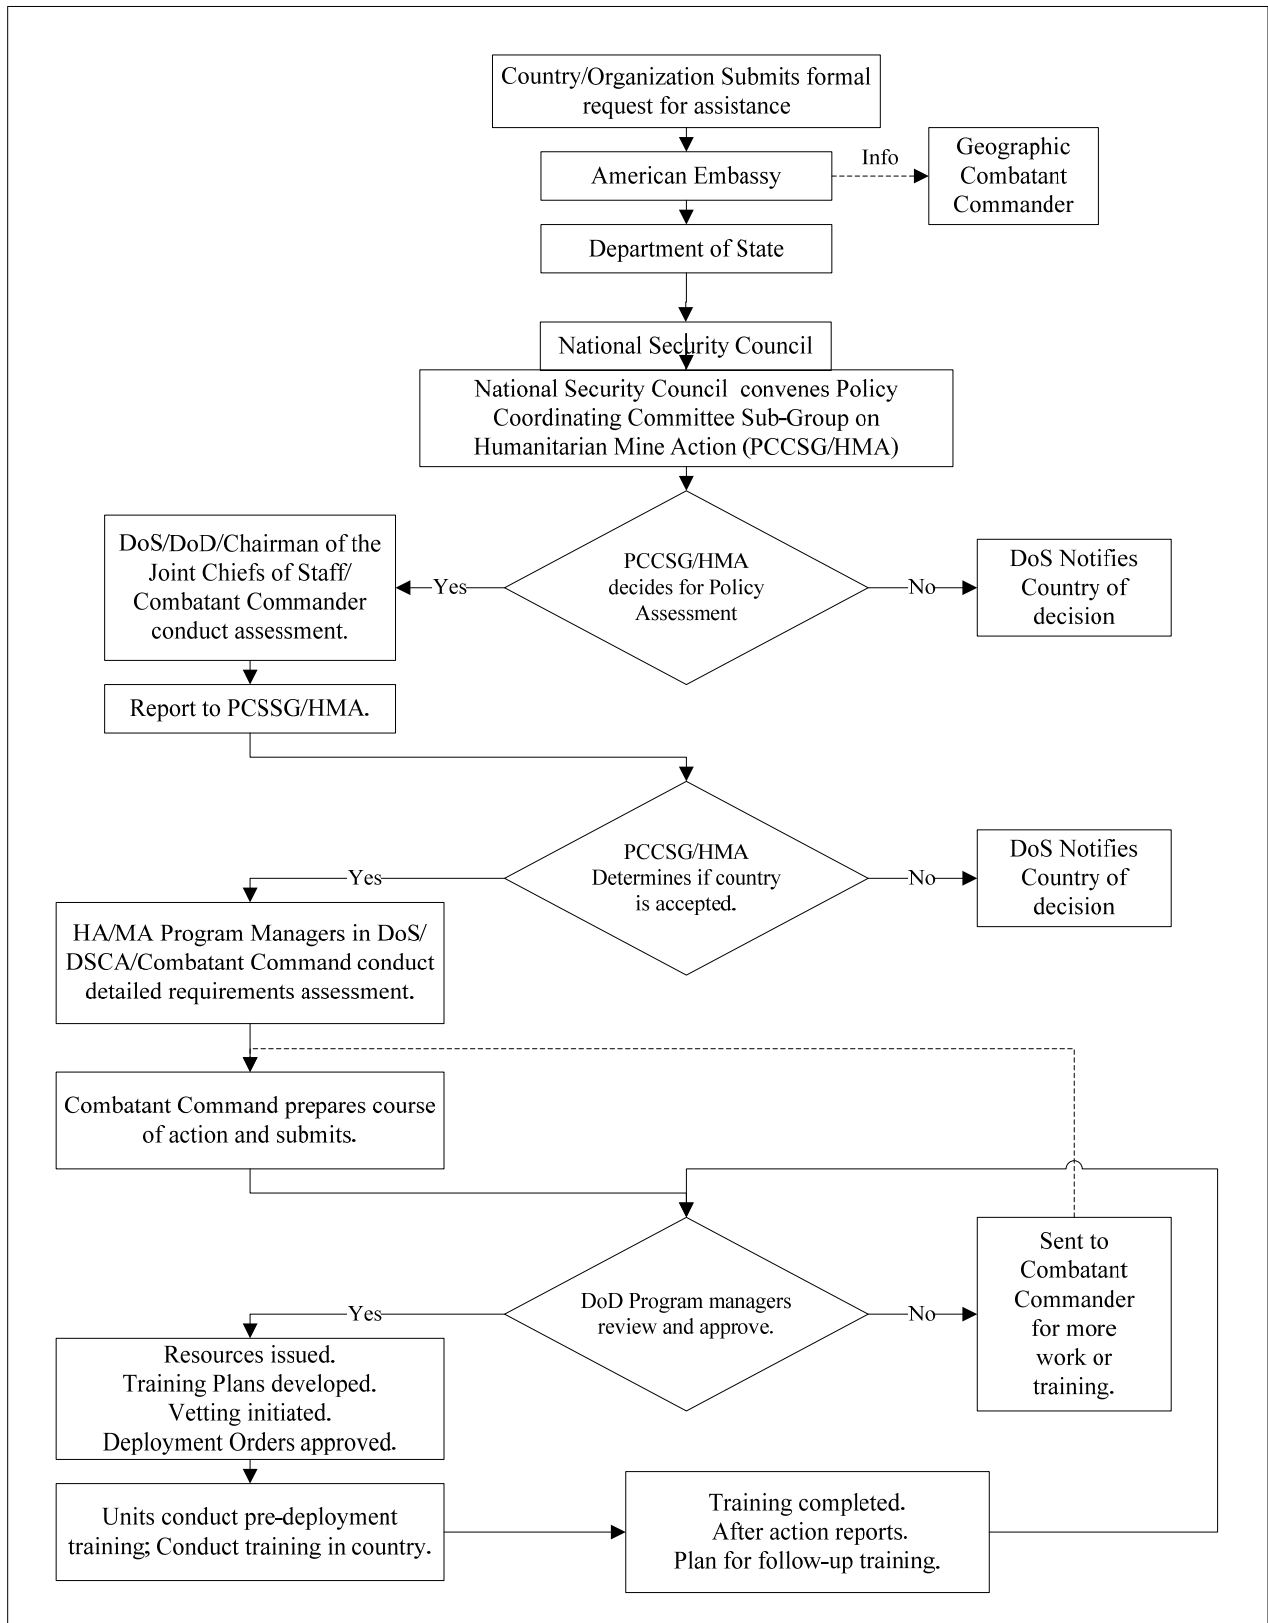 Country/Organization Submits formal
request for assistance
American Embassy
Info
Geographic
Combatant
Commander
Department of State
National Security Council
National Security Council convenes Policy
Coordinating Committee Sub-Group on
Humanitarian Mine Action (PCCSG/HMA)
DoS/DoD/Chairman of the
Joint Chiefs of Staff/
Combatant Commander
conduct assessment.
Yes
PCCSG/HMA
decides for Policy
Assessment
No
DoS Notifies
Country of
decision
Report to PCSSG/HMA.
Yes
PCCSG/HMA
Determines if country
is accepted.
No
DoS Notifies
Country of
decision
HA/MA Program Managers in DoS/
DSCA/Combatant Command conduct
detailed requirements assessment.
Combatant Command prepares course
of action and submits.
Yes
DoD Program managers
review and approve.
No
Sent to
Combatant
Commander
for more
work or
training.
Resources issued.
Training Plans developed.
Vetting initiated.
Deployment Orders approved.
Units conduct pre-deployment
training; Conduct training in country.
Training completed.
After action reports.
Plan for follow-up training.